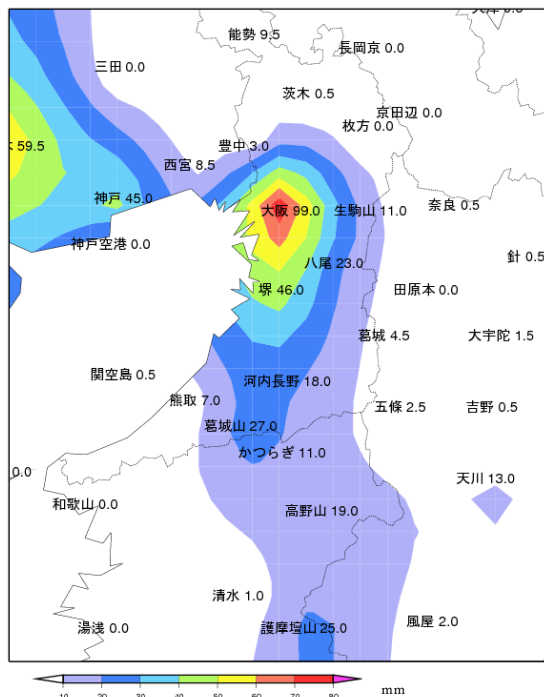 能勢 9.5
長岡京 0.0
三田 0.0
茨木 0.5
京田辺 0.0
枚方 0.0
豊中 3.0
59.5
西宮 8.5
神戸 45.0
大阪 99.0
生駒山 11.0
奈良 0.5
神戸空港 0.0
八尾 23.0
針 0.5
堺 46.0
田原本 0.0
葛城 4.5
大宇陀 1.5
関空島 0.5
河内長野 18.0
熊取 7.0
五條 2.5
吉野 0.5
葛城山 27.0
かつらぎ 11.0
0.0
天川 13.0
和歌山 0.0
高野山 19.0
清水 1.0
風屋 2.0
湯浅 0.0
護摩壇山 25.0
10 20 30 40 50 60 70 80 mm